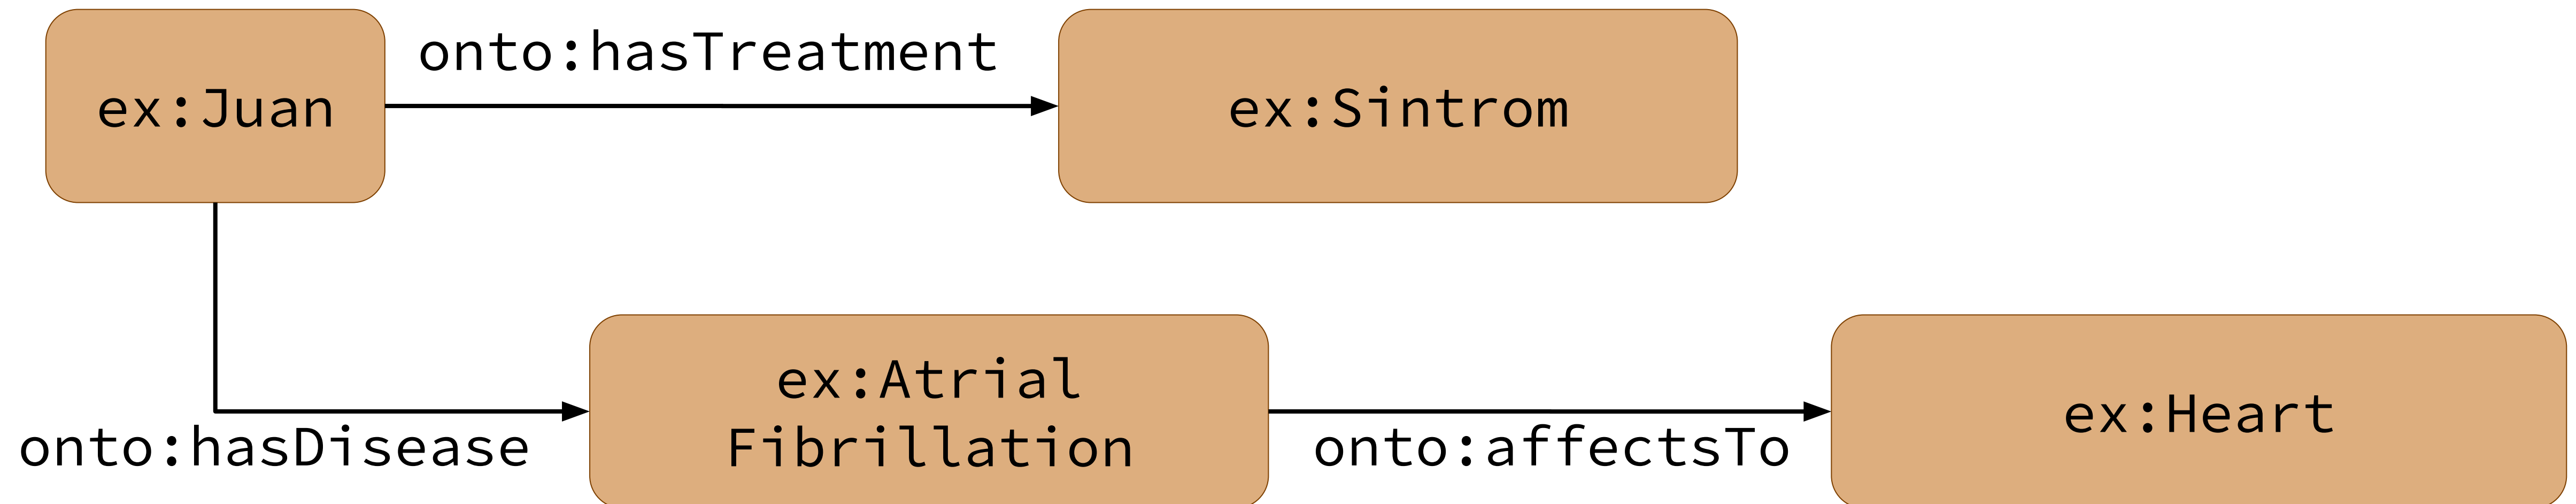 onto:hasTreatment
ex:Juan
ex:Sintrom
ex:Atrial
Fibrillation
ex:Heart
onto:hasDisease
onto:affectsTo